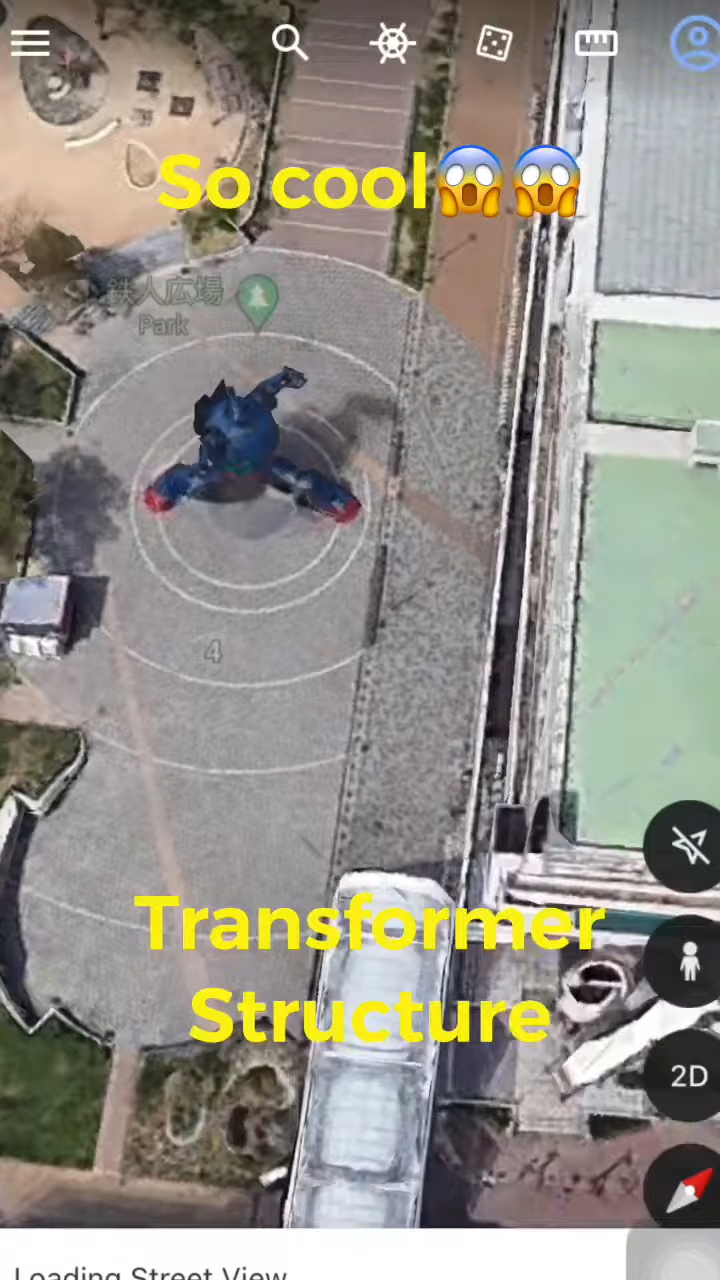 So cool😱😱
鉄人広場
Park
4
Transformer
Structure
2D
Loading Street View